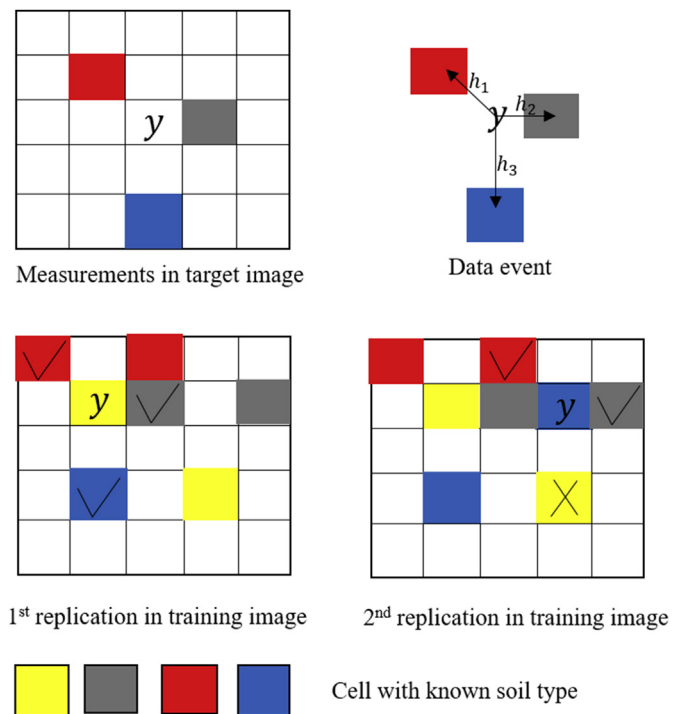 y
Measurements in target image
h₁
y
h₂
h₃
Data event
y
1st replication in training image
y
2nd replication in training image
Cell with known soil type